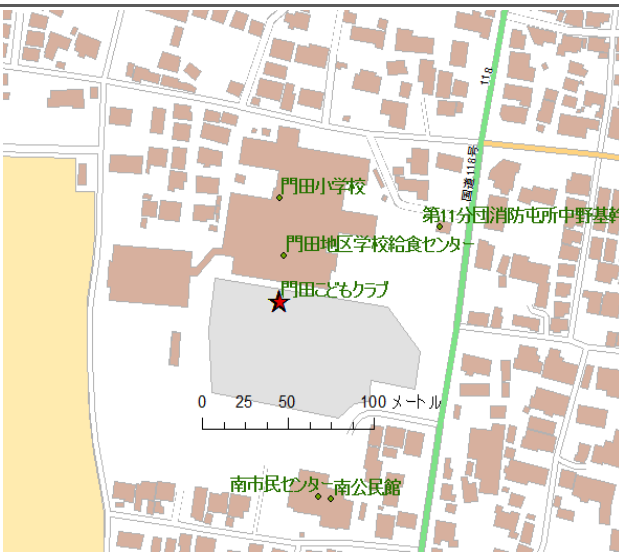 118
国道118号
門田小学校
第11分団消防屯所中野基幹
門田地区学校給食センター
門田こどもクラブ
0 25 50 100 メートル
南市民センター
南公民館